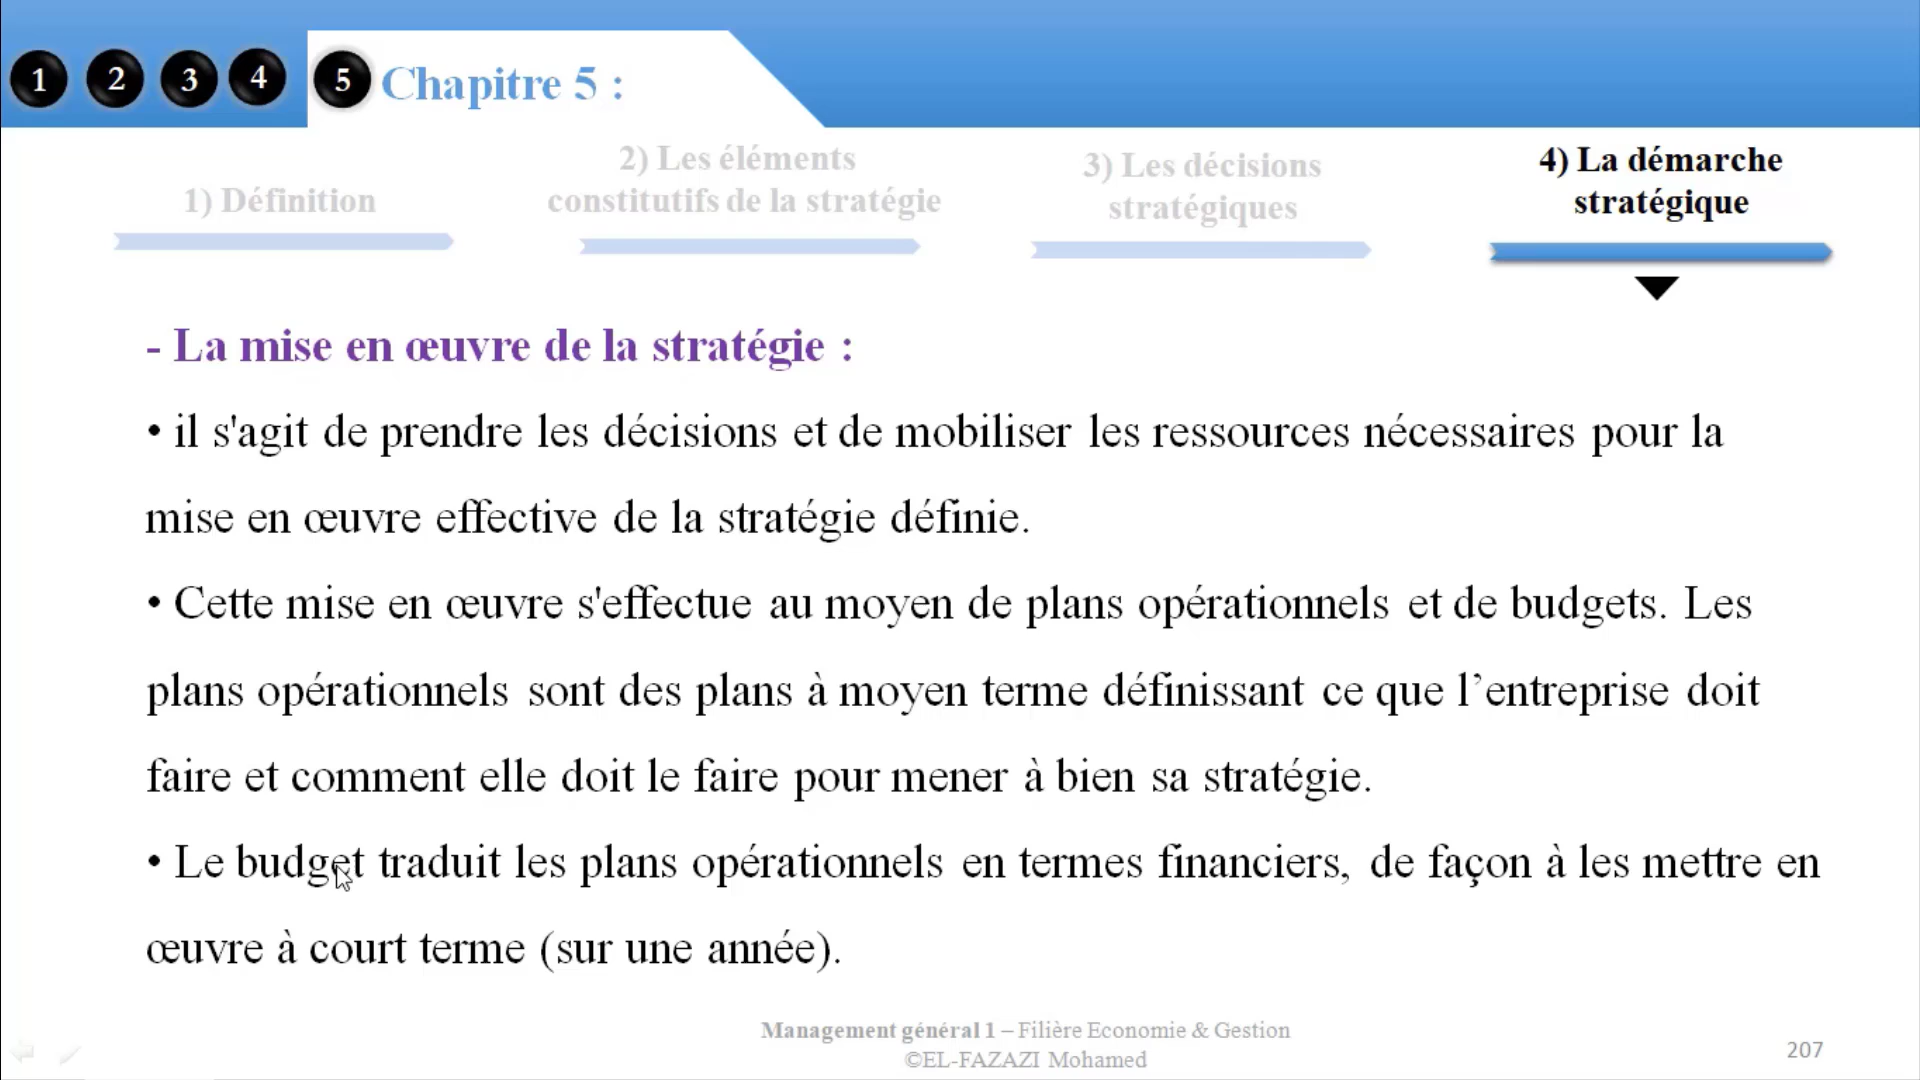 1 2 3 4 5 Chapitre 5 :
1) Définition
2) Les éléments
constitutifs de la stratégie
3) Les décisions
stratégiques
4) La démarche
stratégique
- La mise en œuvre de la stratégie :
• il s'agit de prendre les décisions et de mobiliser les ressources nécessaires pour la
mise en œuvre effective de la stratégie définie.
• Cette mise en œuvre s'effectue au moyen de plans opérationnels et de budgets. Les
plans opérationnels sont des plans à moyen terme définissant ce que l’entreprise doit
faire et comment elle doit le faire pour mener à bien sa stratégie.
• Le budget traduit les plans opérationnels en termes financiers, de façon à les mettre en
œuvre à court terme (sur une année).
Management général 1 – Filière Economie & Gestion
©EL-FAZAZI Mohamed
207